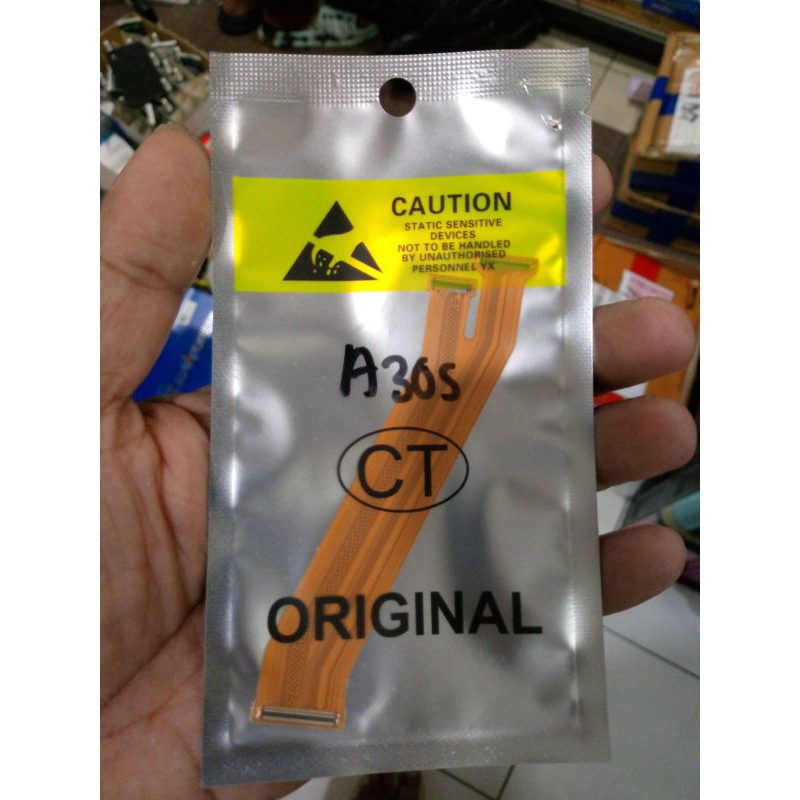 CAUTION
STATIC SENSITIVE
DEVICES
NOT TO BE HANDLED
BY UNAUTHORISED
PERSONNEL YX
A30S
CT
ORIGINAL